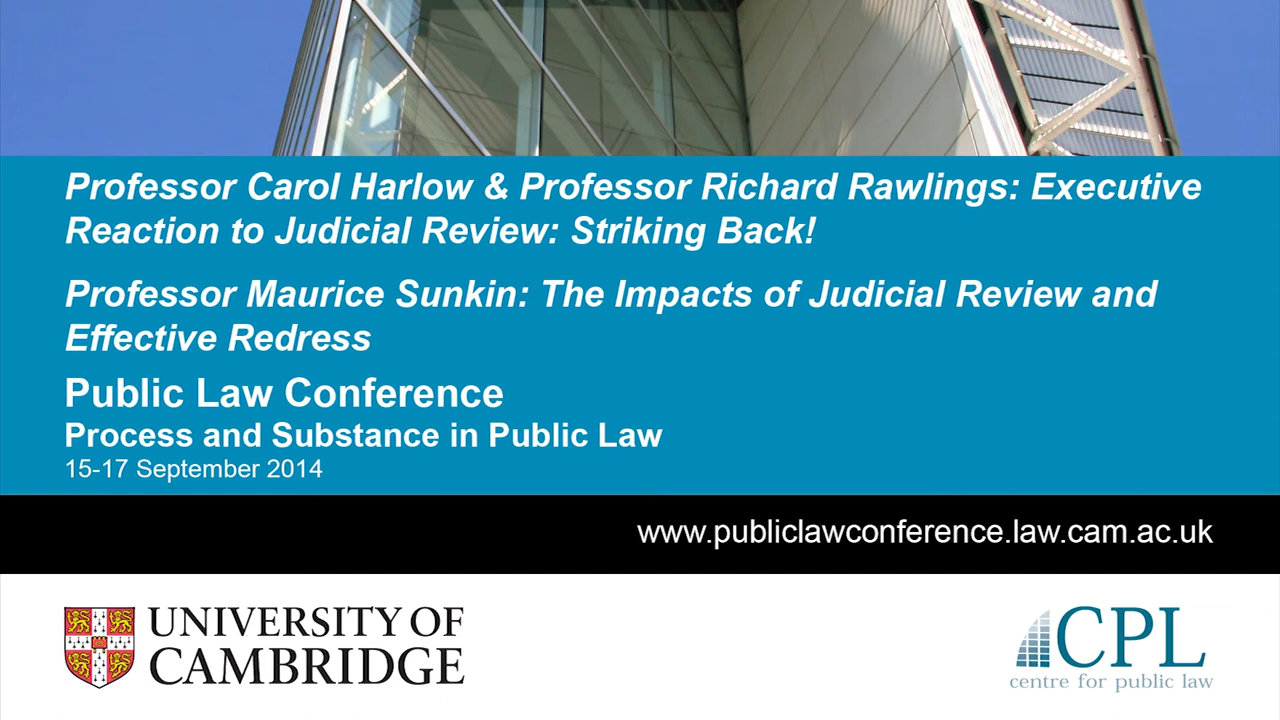 Professor Carol Harlow & Professor Richard Rawlings: Executive
Reaction to Judicial Review: Striking Back!
Professor Maurice Sunkin: The Impacts of Judicial Review and
Effective Redress
Public Law Conference
Process and Substance in Public Law
15-17 September 2014
www.publiclawconference.law.cam.ac.uk
UNIVERSITY OF
CAMBRIDGE
CPL
centre for public law